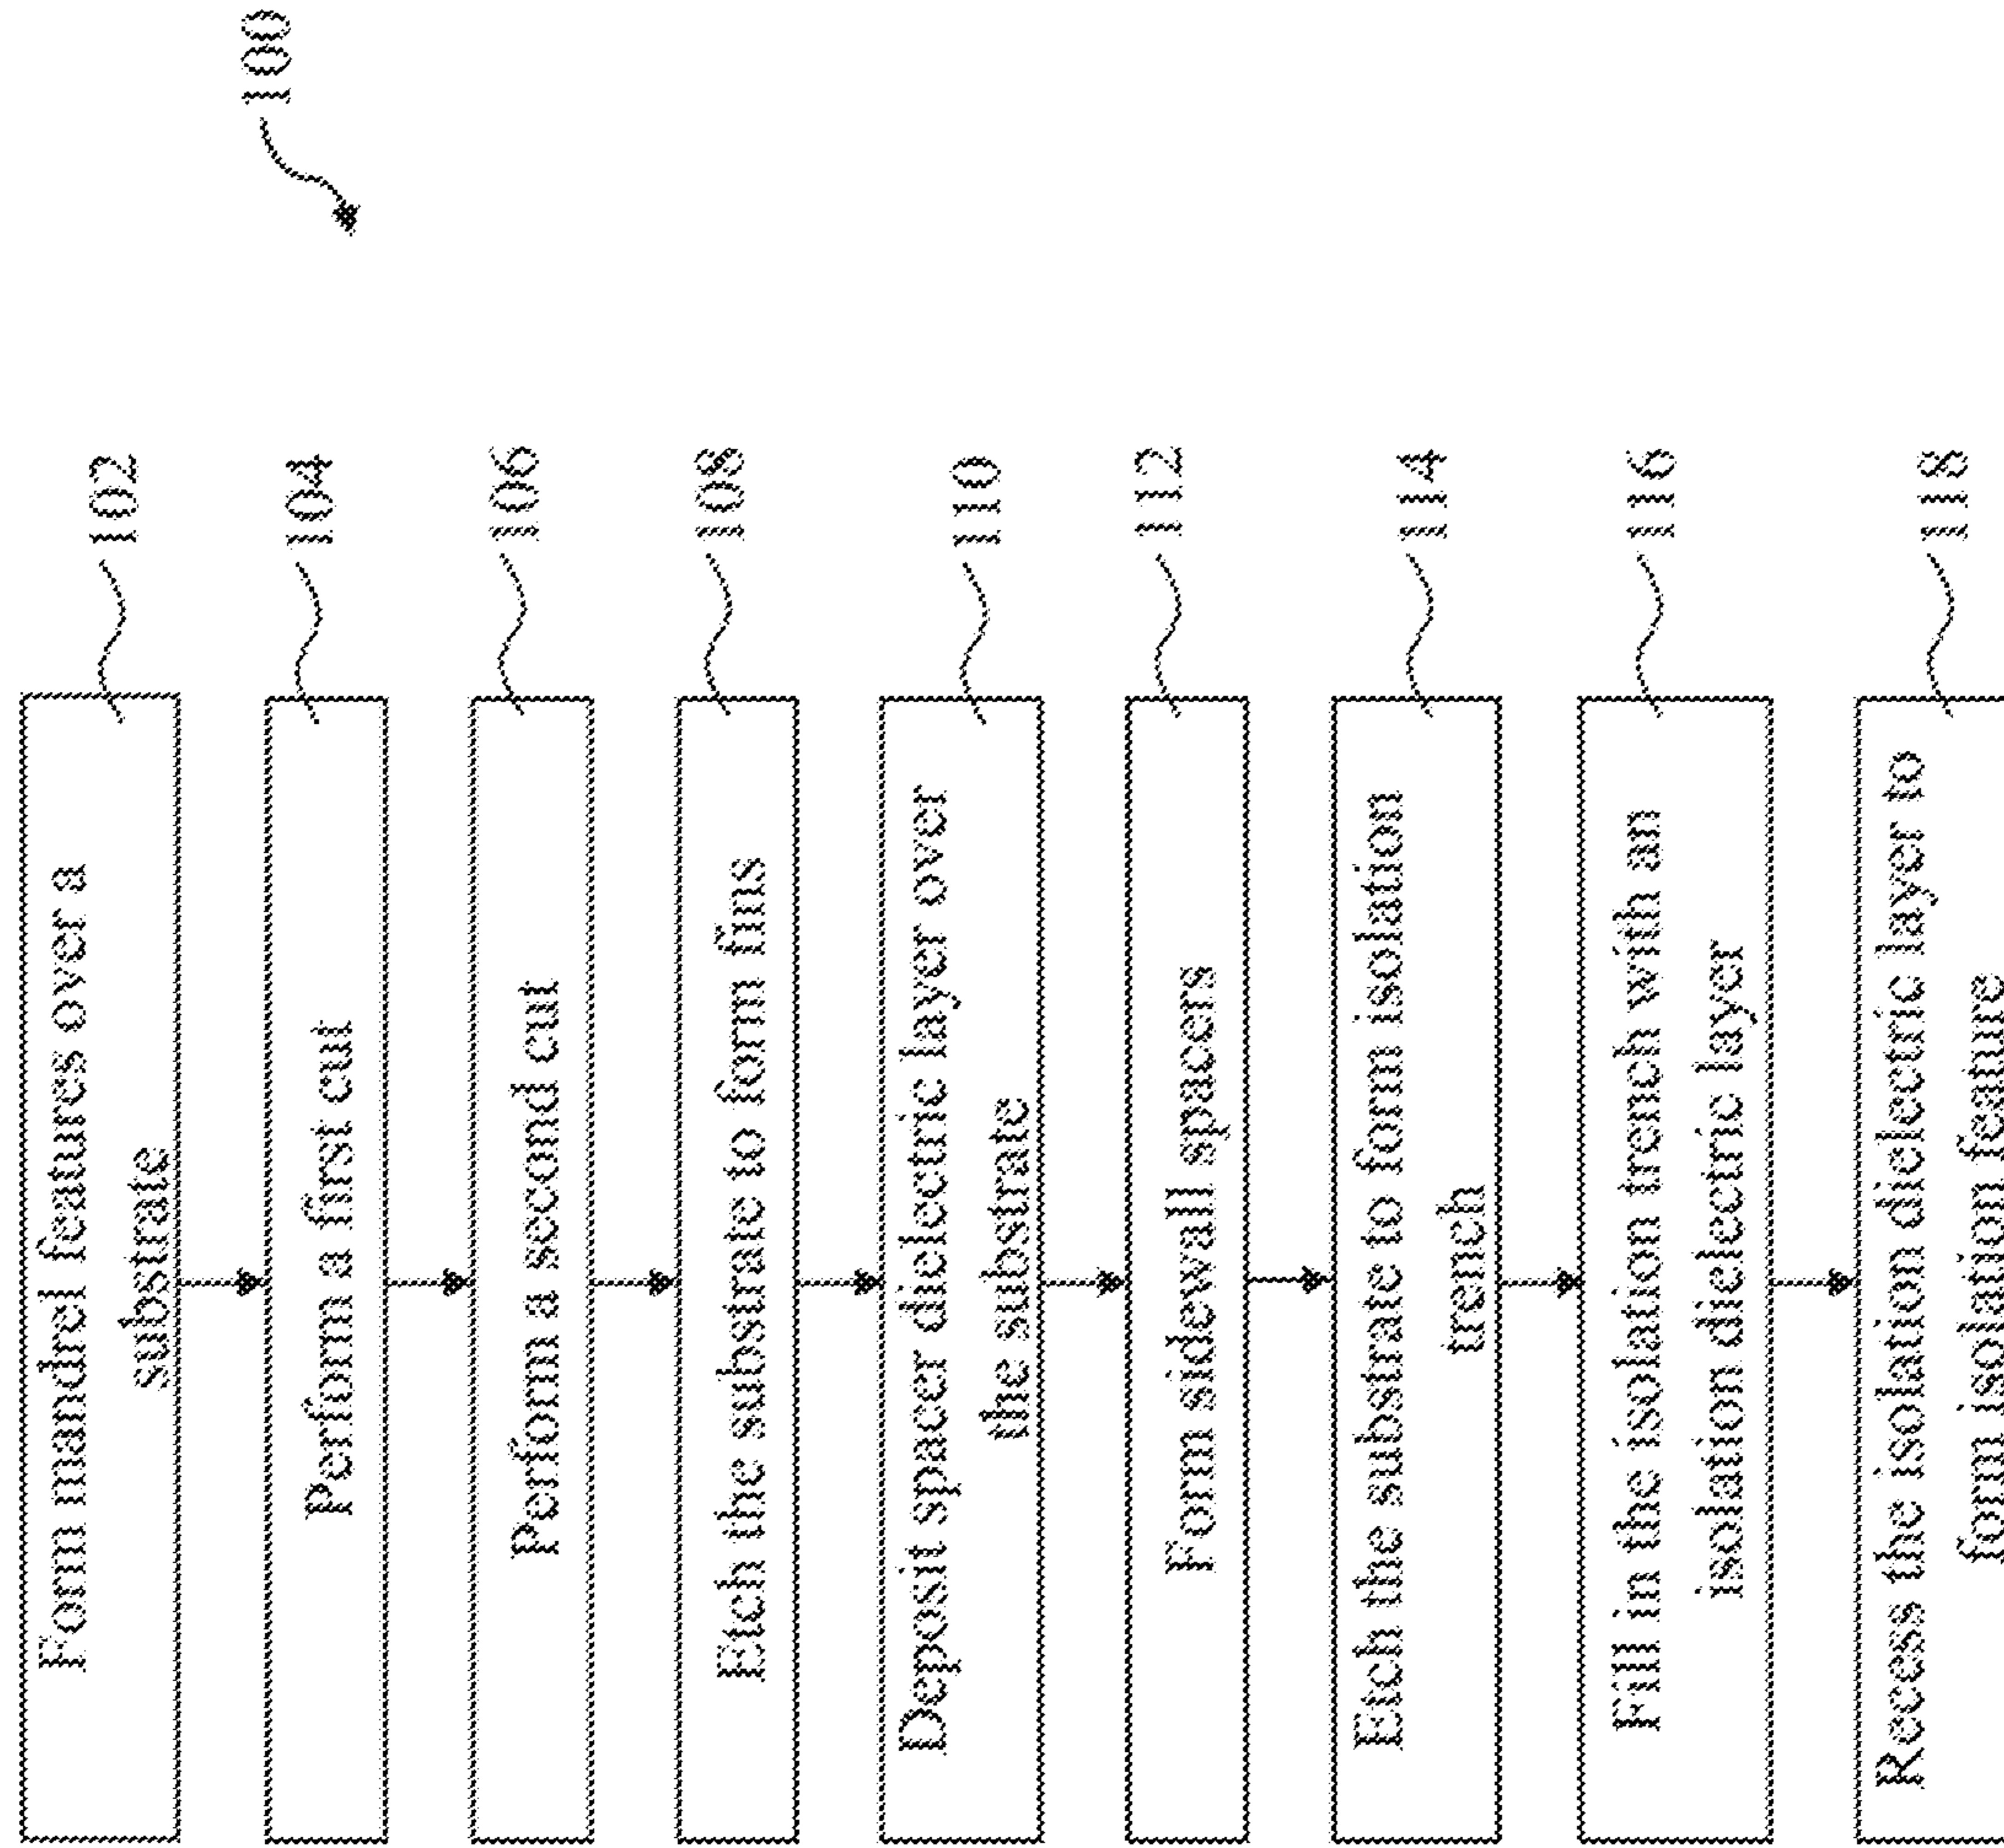 100
Form mandrel features over a
substrate
102
Perform a first cut
104
Perform a second cut
106
Etch the substrate to form fins
108
Deposit spacer dielectric layer over
the substrate
110
Form sidewall spacers
112
Etch the substrate to form isolation
trench
114
Fill in the isolation trench with an
isolation dielectric layer
116
Recess the isolation dielectric layer to
form isolation feature
118